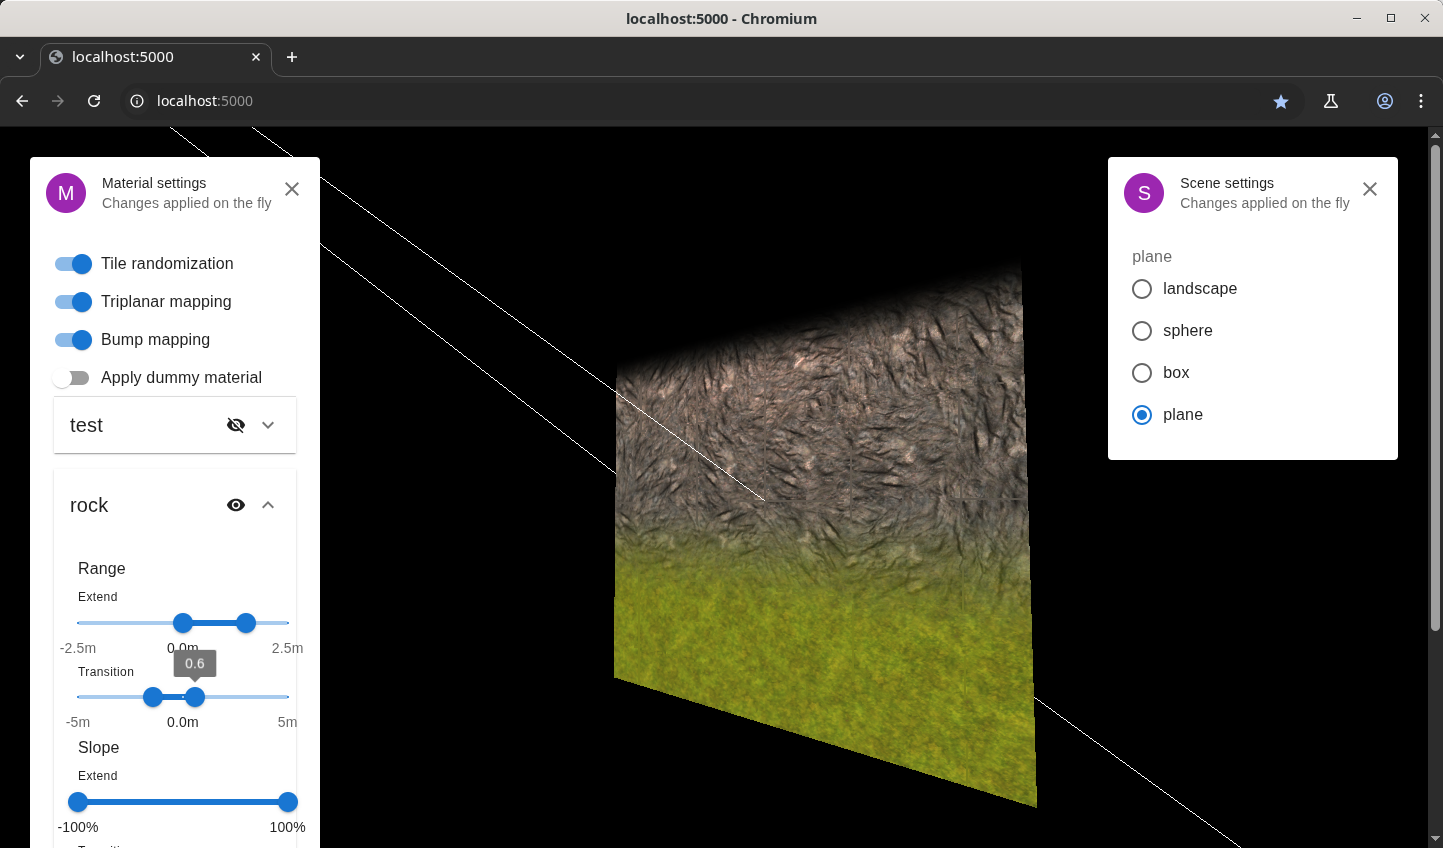 localhost:5000 - Chromium
localhost:5000
localhost:5000
M
Material settings
Changes applied on the fly
Tile randomization
Triplanar mapping
Bump mapping
Apply dummy material
test
rock
Range
Extend
-2.5m 0.0m 2.5m
0.6
Transition
-5m 0.0m 5m
Slope
Extend
-100% 100%
S
Scene settings
Changes applied on the fly
plane
landscape
sphere
box
plane